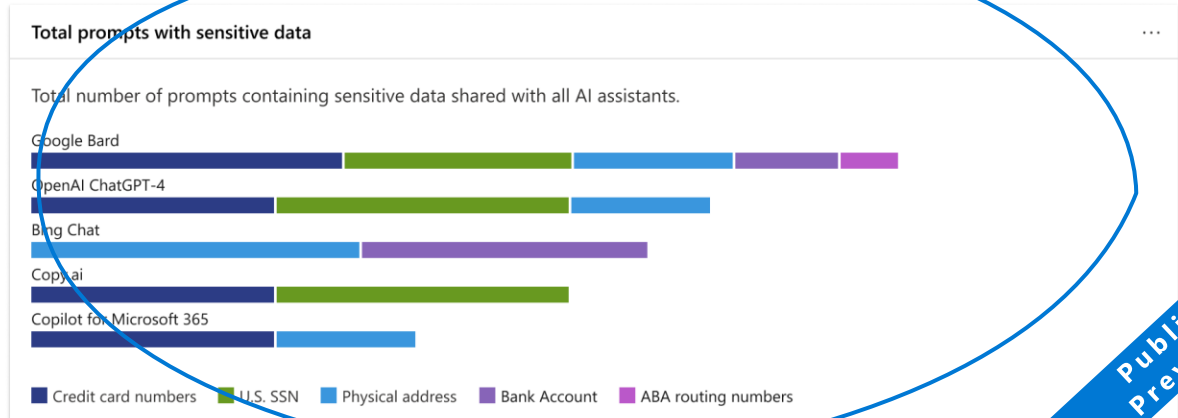 Total prompts with sensitive data
Total number of prompts containing sensitive data shared with all AI assistants.
Google Bard
OpenAI ChatGPT-4
Bing Chat
Copy.ai
Copilot for Microsoft 365
Credit card numbers U.S. SSN Physical address Bank Account ABA routing numbers